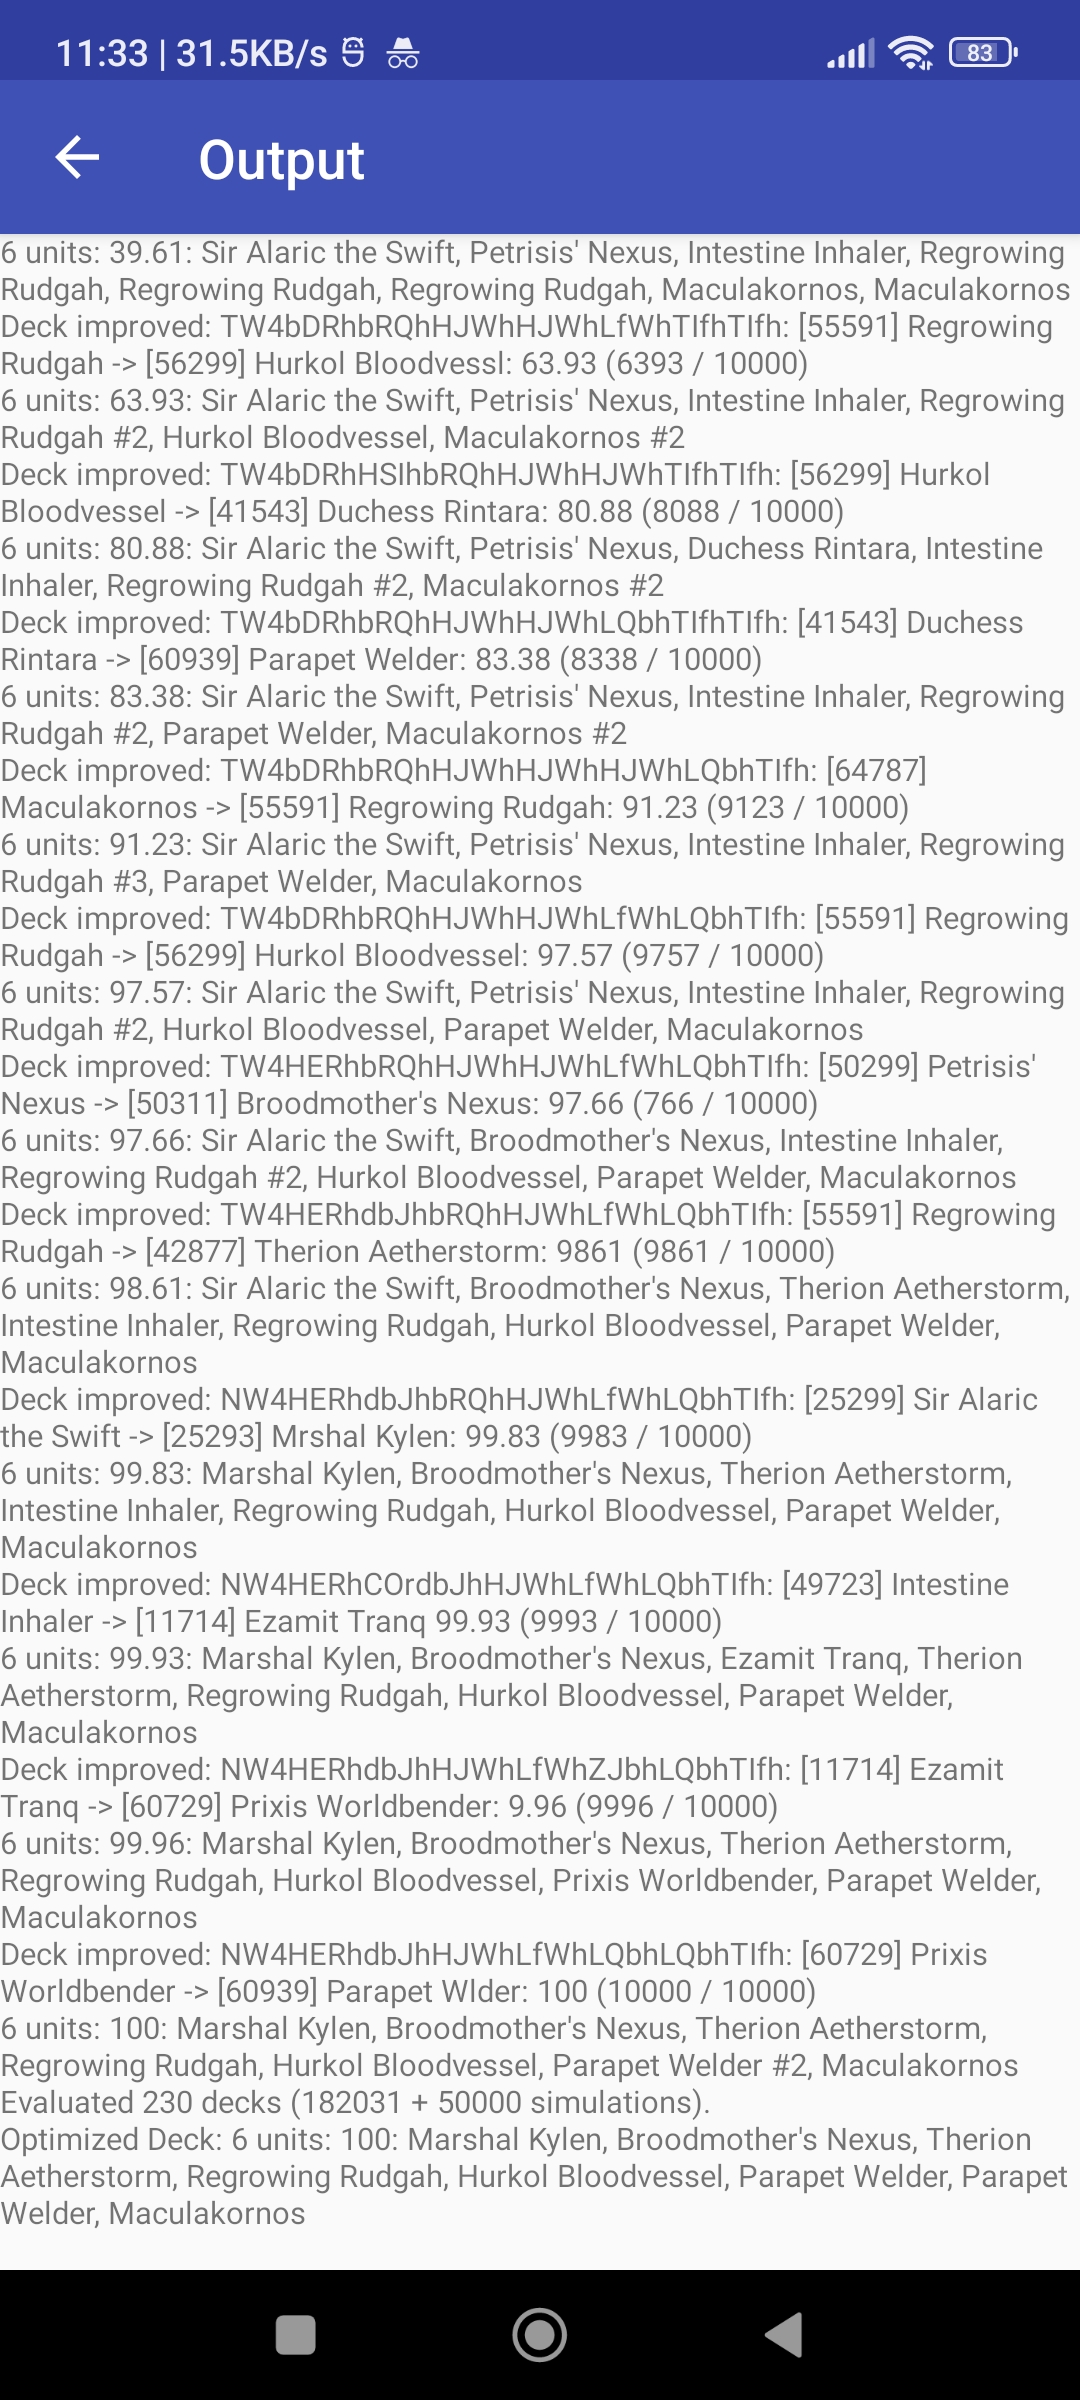 11:33 | 31.5KB/s
83
Output
6 units: 39.61: Sir Alaric the Swift, Petrisis' Nexus, Intestine Inhaler, Regrowing
Rudgah, Regrowing Rudgah, Regrowing Rudgah, Maculakornos, Maculakornos
Deck improved: TW4bDRhbRQhHJWhHJWhLfWhTIfhTIfh: [55591] Regrowing
Rudgah -> [56299] Hurkol Bloodvessl: 63.93 (6393 / 10000)
6 units: 63.93: Sir Alaric the Swift, Petrisis' Nexus, Intestine Inhaler, Regrowing
Rudgah #2, Hurkol Bloodvessel, Maculakornos #2
Deck improved: TW4bDRhHSIhbRQhHJWhHJWhTIfhTIfh: [56299] Hurkol
Bloodvessel -> [41543] Duchess Rintara: 80.88 (8088 / 10000)
6 units: 80.88: Sir Alaric the Swift, Petrisis' Nexus, Duchess Rintara, Intestine
Inhaler, Regrowing Rudgah #2, Maculakornos #2
Deck improved: TW4bDRhbRQhHJWhHJWhLQbhTIfhTIfh: [41543] Duchess
Rintara -> [60939] Parapet Welder: 83.38 (8338 / 10000)
6 units: 83.38: Sir Alaric the Swift, Petrisis' Nexus, Intestine Inhaler, Regrowing
Rudgah #2, Parapet Welder, Maculakornos #2
Deck improved: TW4bDRhbRQhHJWhHJWhHJWhLQbhTIfh: [64787]
Maculakornos -> [55591] Regrowing Rudgah: 91.23 (9123 / 10000)
6 units: 91.23: Sir Alaric the Swift, Petrisis' Nexus, Intestine Inhaler, Regrowing
Rudgah #3, Parapet Welder, Maculakornos
Deck improved: TW4bDRhbRQhHJWhHJWhLfWhLQbhTIfh: [55591] Regrowing
Rudgah -> [56299] Hurkol Bloodvessel: 97.57 (9757 / 10000)
6 units: 97.57: Sir Alaric the Swift, Petrisis' Nexus, Intestine Inhaler, Regrowing
Rudgah #2, Hurkol Bloodvessel, Parapet Welder, Maculakornos
Deck improved: TW4HERhbRQhHJWhHJWhLfWhLQbhTIfh: [50299] Petrisis'
Nexus -> [50311] Broodmother's Nexus: 97.66 (766 / 10000)
6 units: 97.66: Sir Alaric the Swift, Broodmother's Nexus, Intestine Inhaler,
Regrowing Rudgah #2, Hurkol Bloodvessel, Parapet Welder, Maculakornos
Deck improved: TW4HERhdbJhbRQhHJWhLfWhLQbhTIfh: [55591] Regrowing
Rudgah -> [42877] Therion Aetherstorm: 9861 (9861 / 10000)
6 units: 98.61: Sir Alaric the Swift, Broodmother's Nexus, Therion Aetherstorm,
Intestine Inhaler, Regrowing Rudgah, Hurkol Bloodvessel, Parapet Welder,
Maculakornos
Deck improved: NW4HERhdbJhbRQhHJWhLfWhLQbhTIfh: [25299] Sir Alaric
the Swift -> [25293] Mrshal Kylen: 99.83 (9983 / 10000)
6 units: 99.83: Marshal Kylen, Broodmother's Nexus, Therion Aetherstorm,
Intestine Inhaler, Regrowing Rudgah, Hurkol Bloodvessel, Parapet Welder,
Maculakornos
Deck improved: NW4HERhCOrdbJhHJWhLfWhLQbhTIfh: [49723] Intestine
Inhaler -> [11714] Ezamit Tranq 99.93 (9993 / 10000)
6 units: 99.93: Marshal Kylen, Broodmother's Nexus, Ezamit Tranq, Therion
Aetherstorm, Regrowing Rudgah, Hurkol Bloodvessel, Parapet Welder,
Maculakornos
Deck improved: NW4HERhdbJhHJWhLfWhZJbhLQbhTIfh: [11714] Ezamit
Tranq -> [60729] Prixis Worldbender: 9.96 (9996 / 10000)
6 units: 99.96: Marshal Kylen, Broodmother's Nexus, Therion Aetherstorm,
Regrowing Rudgah, Hurkol Bloodvessel, Prixis Worldbender, Parapet Welder,
Maculakornos
Deck improved: NW4HERhdbJhHJWhLfWhLQbhLQbhTIfh: [60729] Prixis
Worldbender -> [60939] Parapet Wlder: 100 (10000 / 10000)
6 units: 100: Marshal Kylen, Broodmother's Nexus, Therion Aetherstorm,
Regrowing Rudgah, Hurkol Bloodvessel, Parapet Welder #2, Maculakornos
Evaluated 230 decks (182031 + 50000 simulations).
Optimized Deck: 6 units: 100: Marshal Kylen, Broodmother's Nexus, Therion
Aetherstorm, Regrowing Rudgah, Hurkol Bloodvessel, Parapet Welder, Parapet
Welder, Maculakornos